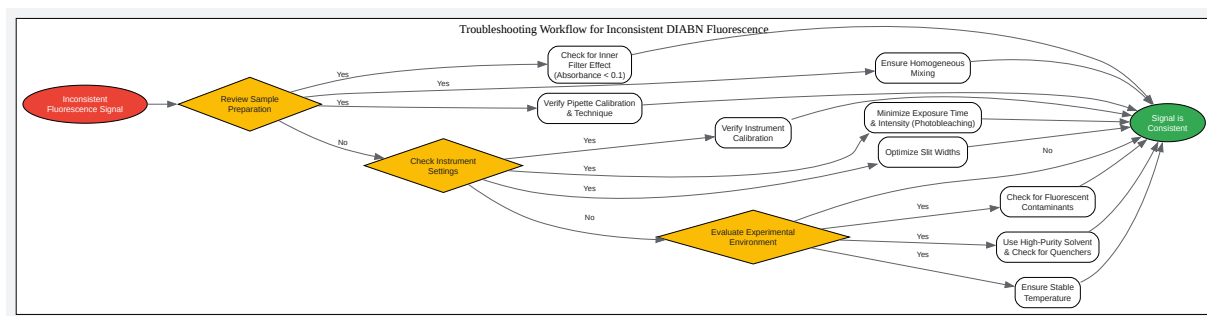 Troubleshooting Workflow for Inconsistent DIABN Fluorescence
Inconsistent
Fluorescence Signal
Review Sample
Preparation
Yes
Yes
Yes
No
Check for Inner
Filter Effect
(Absorbance < 0.1)
Ensure Homogeneous
Mixing
Verify Pipette Calibration
& Technique
Check Instrument
Settings
Yes
Yes
Yes
No
Verify Instrument
Calibration
Minimize Exposure Time
& Intensity (Photobleaching)
Optimize Slit Widths
Evaluate Experimental
Environment
No
Yes
Yes
Yes
Check for Fluorescent
Contaminants
Use High-Purity Solvent
& Check for Quenchers
Ensure Stable
Temperature
Signal is
Consistent